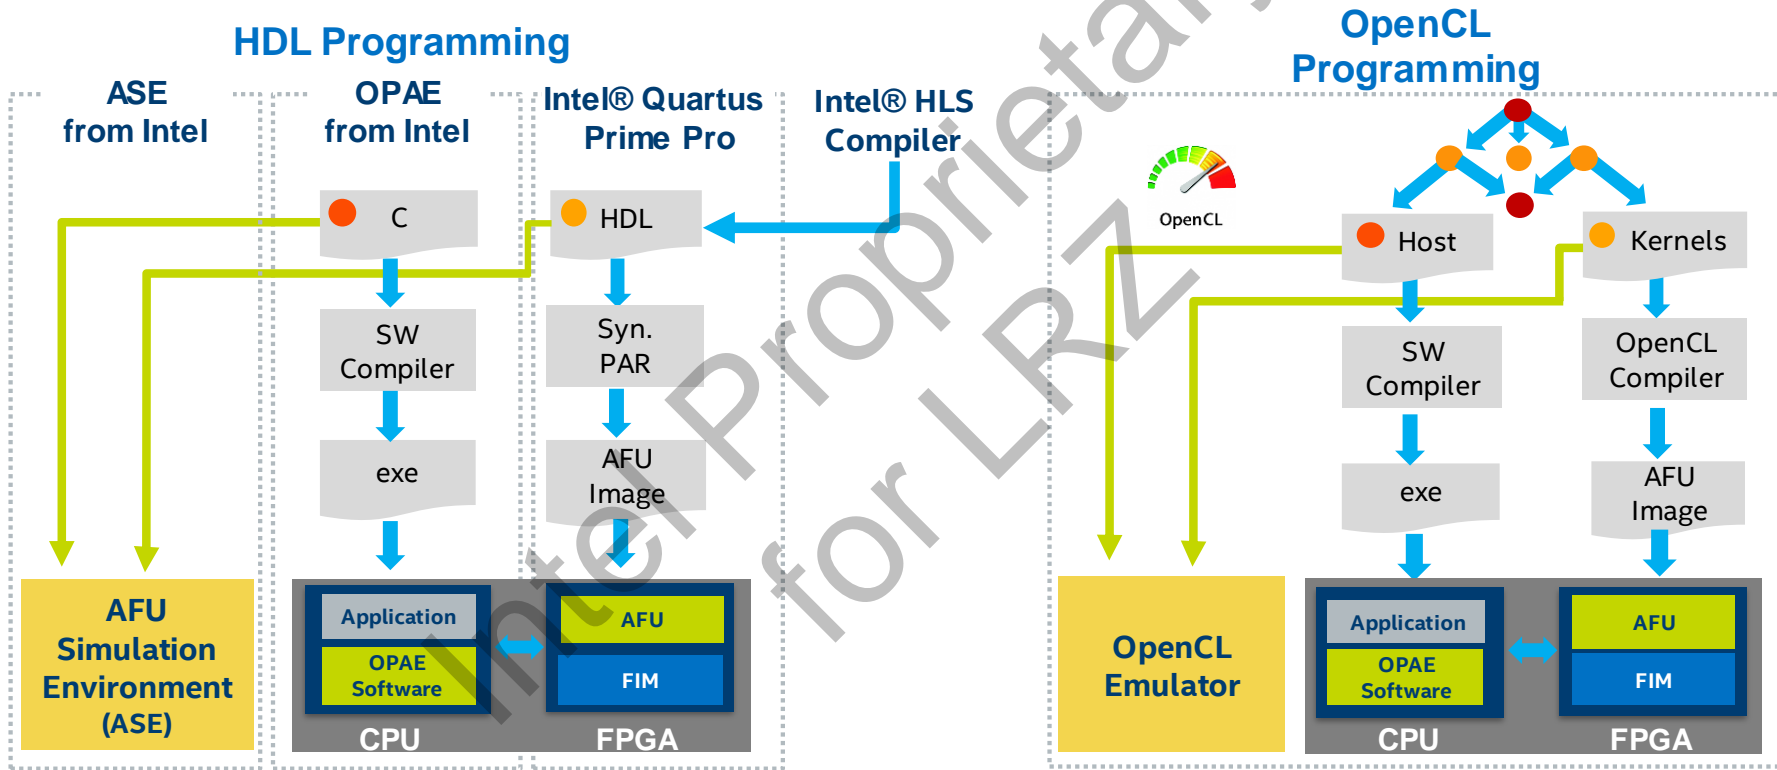 HDL Programming
ASE
from Intel
OPAE
from Intel
Intel® Quartus
Prime Pro
Intel® HLS
Compiler
C
HDL
SW
Compiler
Syn.
PAR
exe
AFU
Image
AFU
Simulation
Environment
(ASE)
Application
OPAE
Software
CPU
AFU
FIM
FPGA
OpenCL
Programming
OpenCL
Host
Kernels
SW
Compiler
OpenCL
Compiler
exe
AFU
Image
OpenCL
Emulator
Application
OPAE
Software
CPU
AFU
FIM
FPGA
Intel Proprietary
for LRZ